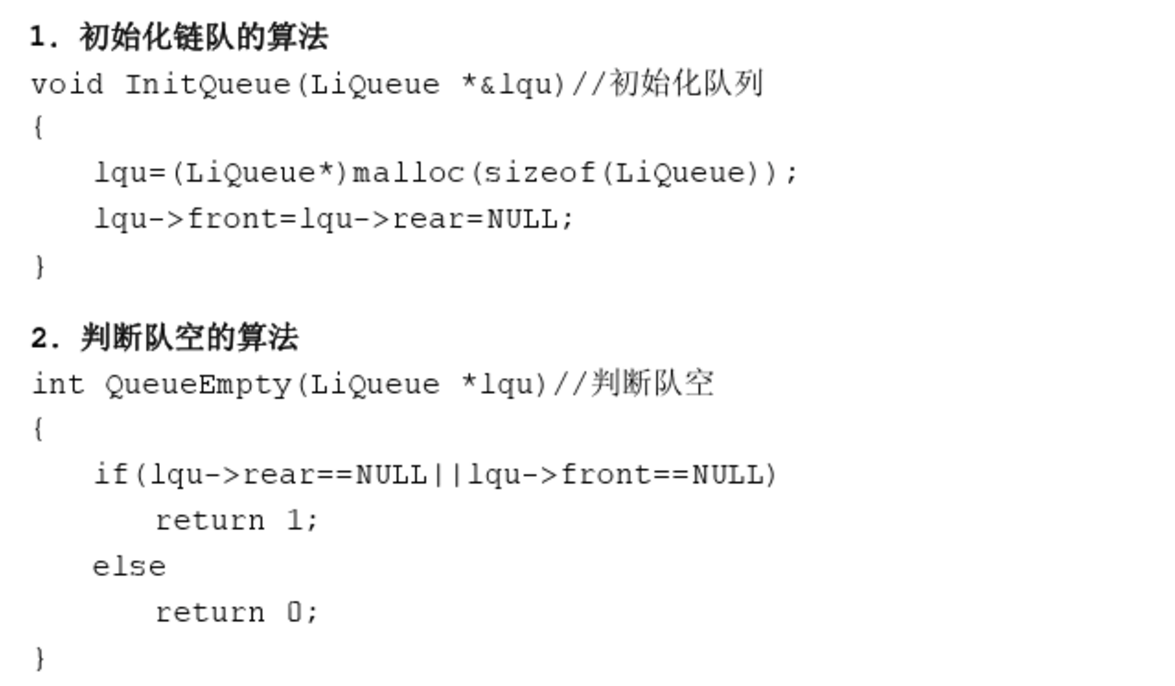 1. 初始化链队的算法
void InitQueue(LiQueue *&lqu)//初始化队列
{
lqu=(LiQueue*)malloc(sizeof(LiQueue));
lqu->front=lqu->rear=NULL;
}
2. 判断队空的算法
int QueueEmpty(LiQueue *lqu)//判断队空
{
if(lqu->rear==NULL||lqu->front==NULL)
return 1;
else
return 0;
}